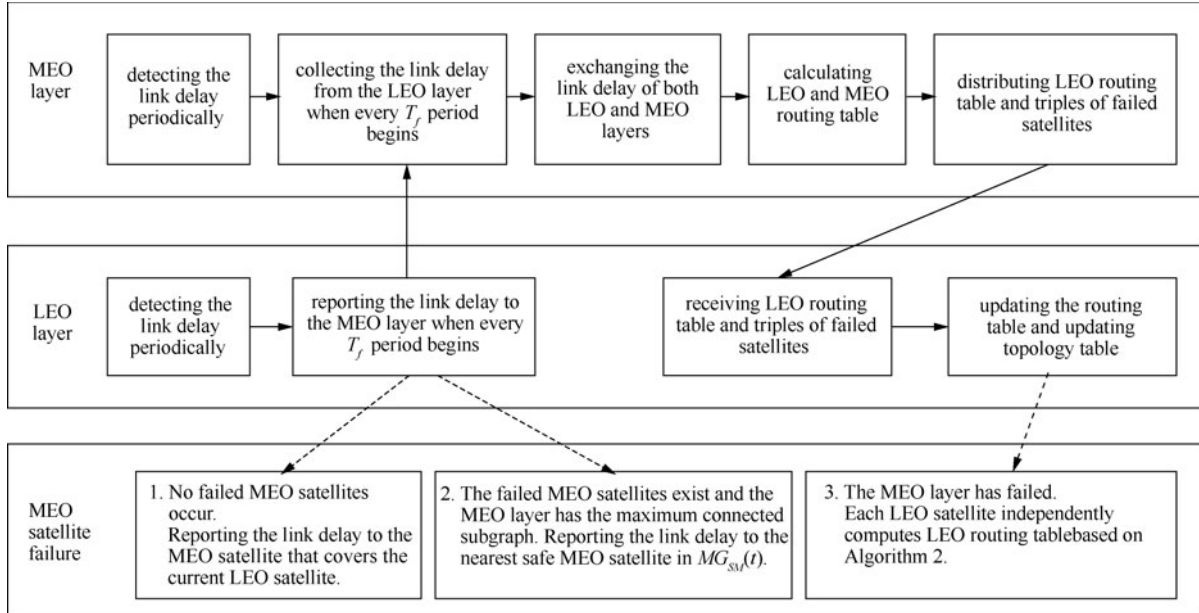 MEO
layer
detecting the
link delay
periodically
collecting the link delay
from the LEO layer
when every T_f period
begins
exchanging the
link delay of both
LEO and MEO
layers
calculating
LEO and MEO
routing table
distributing LEO routing
table and triples of failed
satellites
LEO
layer
detecting the
link delay
periodically
reporting the link delay to
the MEO layer when every
T_f period begins
receiving LEO routing
table and triples of failed
satellites
updating the routing
table and updating
topology table
MEO
satellite
failure
1. No failed MEO satellites
occur.
Reporting the link delay to the
MEO satellite that covers the
current LEO satellite.
2. The failed MEO satellites exist and the
MEO layer has the maximum connected
subgraph. Reporting the link delay to the
nearest safe MEO satellite in MG_SM(t).
3. The MEO layer has failed.
Each LEO satellite independently
computes LEO routing tablebased on
Algorithm 2.